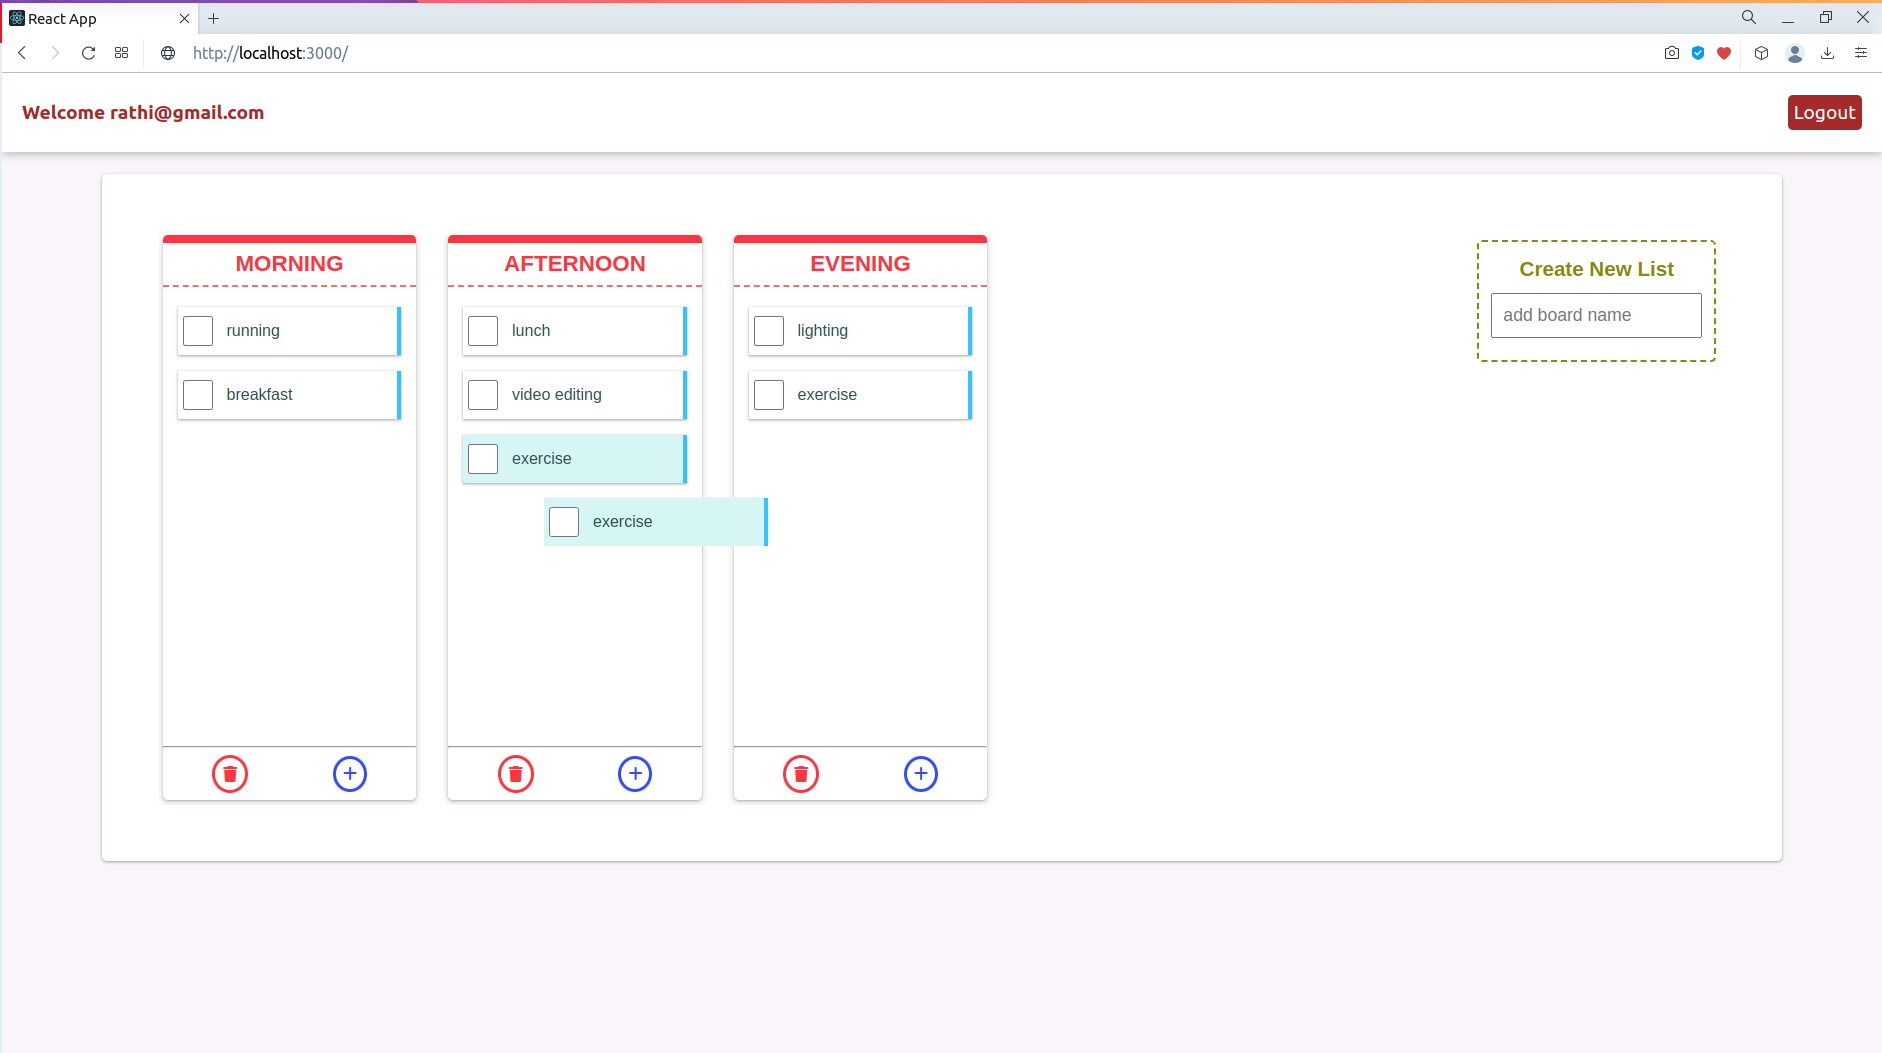 React App
http://localhost:3000/
Welcome rathi@gmail.com
Logout
MORNING
running
breakfast
AFTERNOON
lunch
video editing
exercise
exercise
EVENING
lighting
exercise
Create New List
add board name